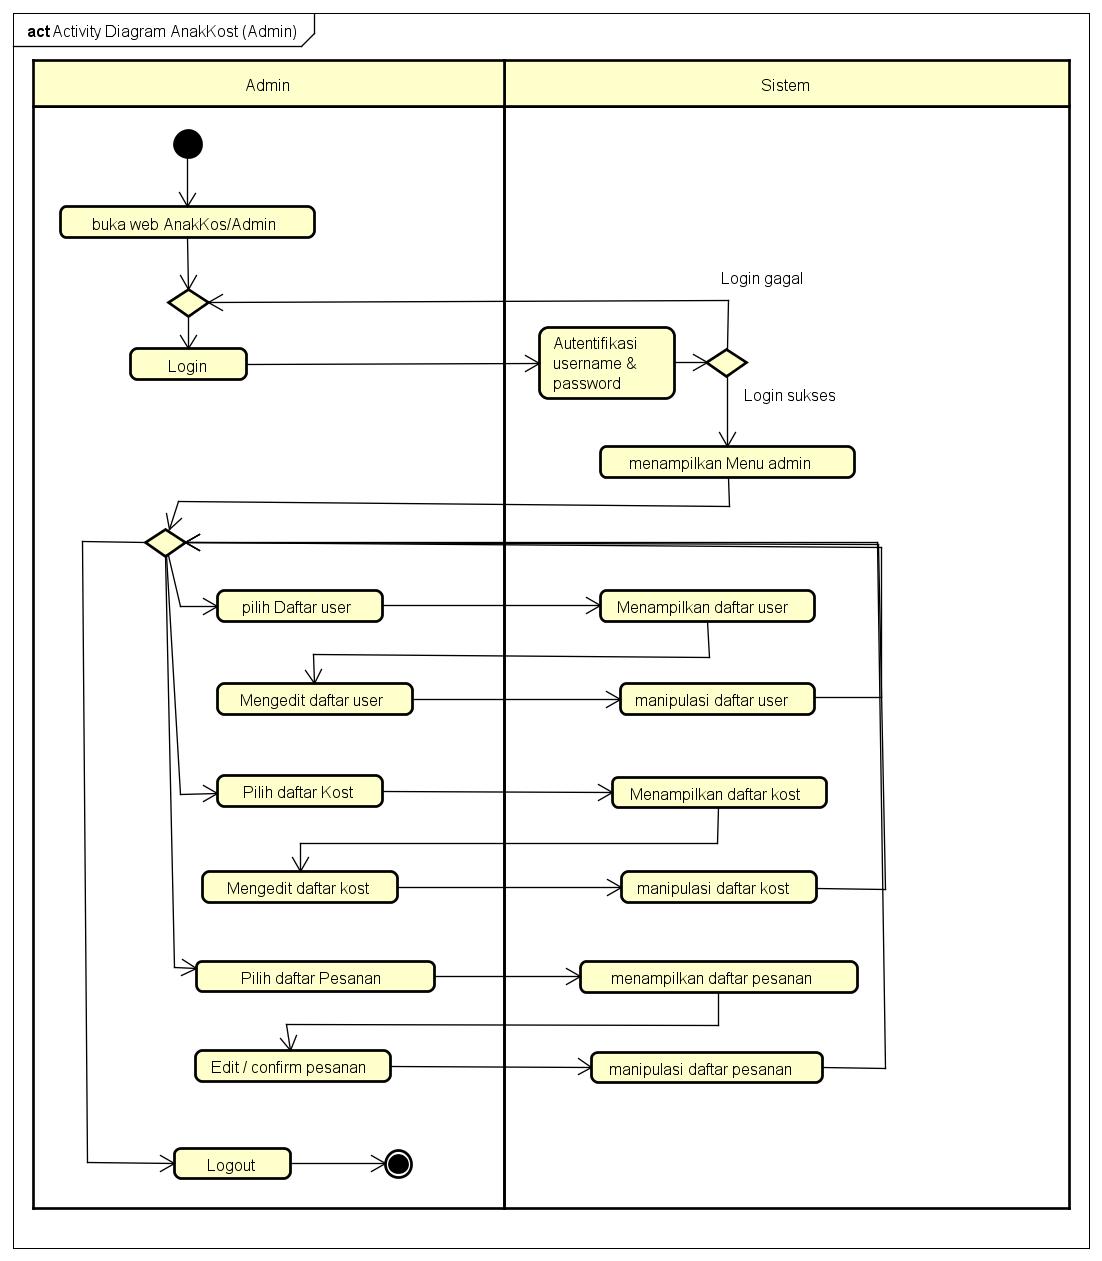 act Activity Diagram AnakKost (Admin)
Admin
Sistem
buka web AnakKos/Admin
Login gagal
Login
Autentifikasi
username &
password
Login sukses
menampilkan Menu admin
pilih Daftar user
Menampilkan daftar user
Mengedit daftar user
manipulasi daftar user
Pilih daftar Kost
Menampilkan daftar kost
Mengedit daftar kost
manipulasi daftar kost
Pilih daftar Pesanan
menampilkan daftar pesanan
Edit / confirm pesanan
manipulasi daftar pesanan
Logout